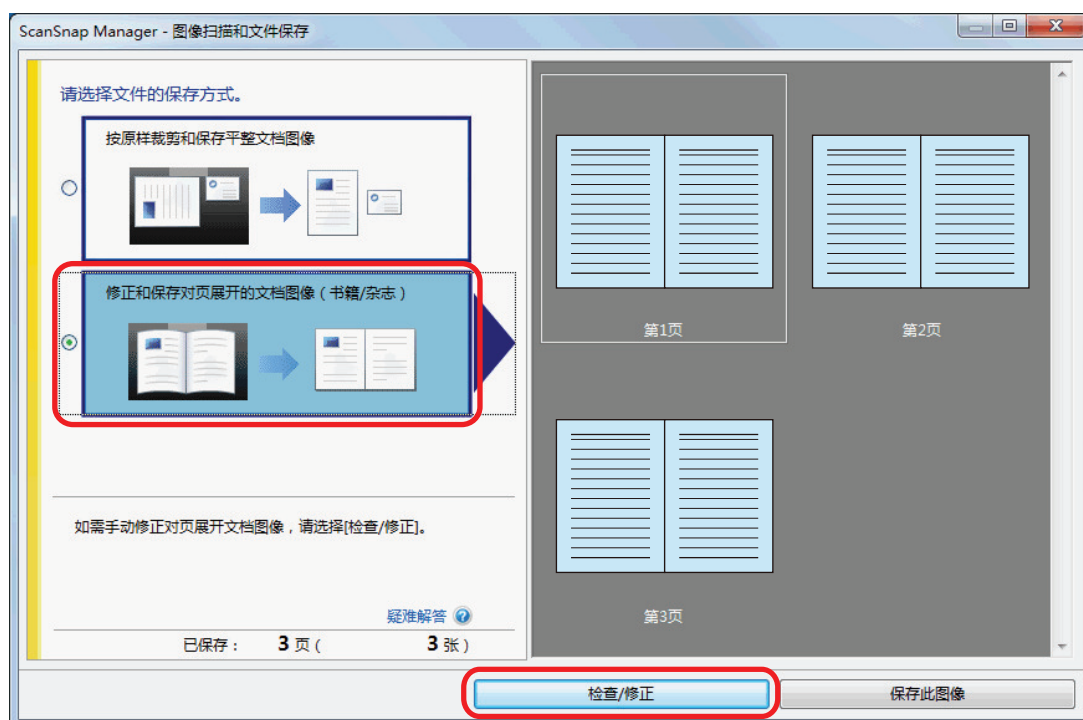 ScanSnap Manager - 图像扫描和文件保存
请选择文件的保存方式。
按原样裁剪和保存平整文档图像
修正和保存对页展开的文档图像（书籍/杂志）
如需手动修正对页展开文档图像，请选择[检查/修正]。
疑难解答
已保存： 3 页 ( 3 张 )
第1页
第2页
第3页
检查/修正
保存此图像